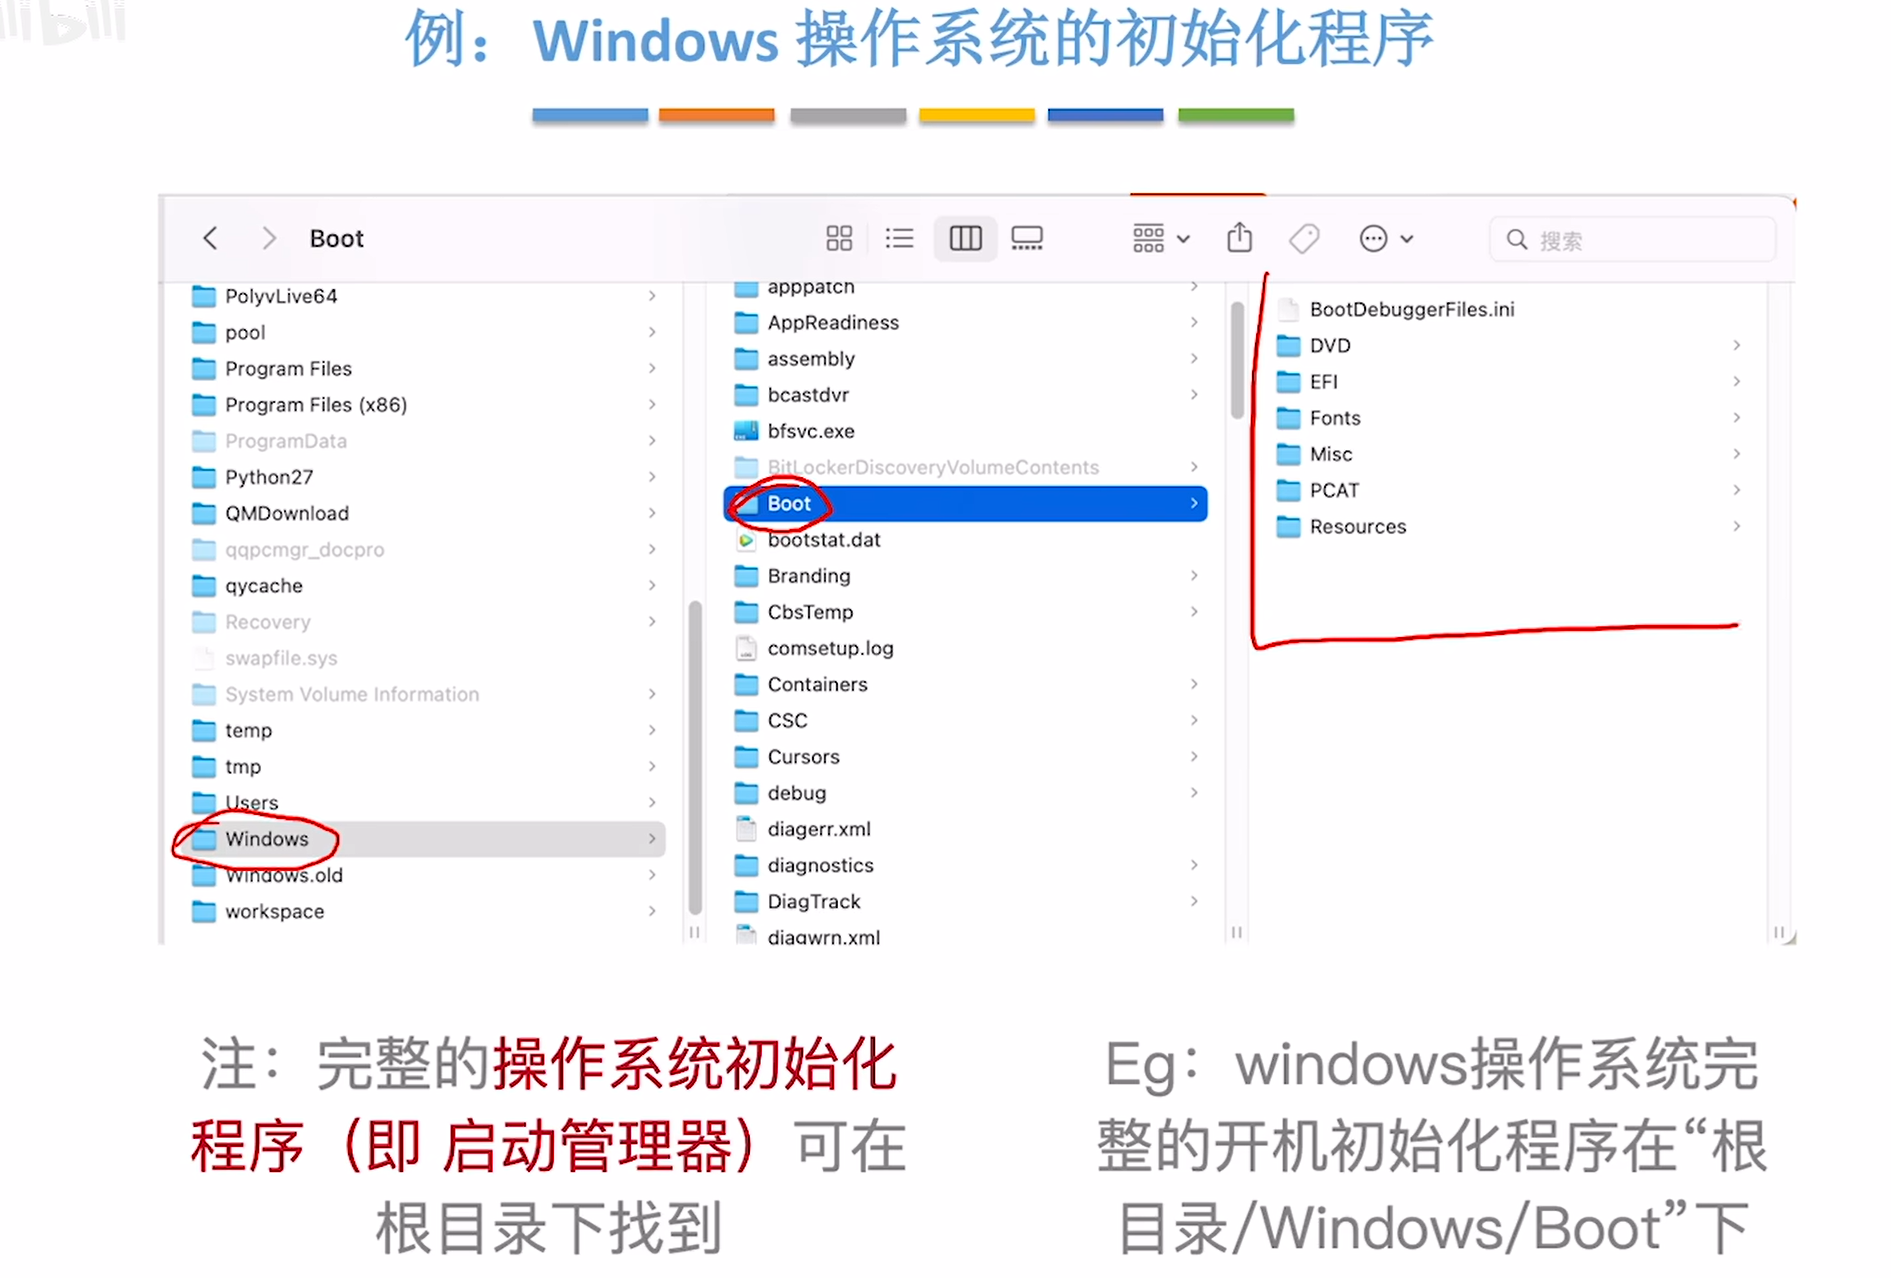 例：Windows 操作系统的初始化程序
Boot
搜索
PolyvLive64
pool
Program Files
Program Files (x86)
ProgramData
Python27
QMDownload
qqpcmgr_docpro
qycache
Recovery
swapfile.sys
System Volume Information
temp
tmp
Users
Windows
Windows.old
workspace
apppatch
AppReadiness
assembly
bcastdvr
bfsvc.exe
BitLockerDiscoveryVolumeContents
Boot
bootstat.dat
Branding
CbsTemp
comsetup.log
Containers
CSC
Cursors
debug
diagerr.xml
diagnostics
DiagTrack
diagwrn.xml
BootDebuggerFiles.ini
DVD
EFI
Fonts
Misc
PCAT
Resources
注：完整的操作系统初始化
程序（即 启动管理器）可在
根目录下找到
Eg：windows操作系统完
整的开机初始化程序在“根
目录/Windows/Boot”下